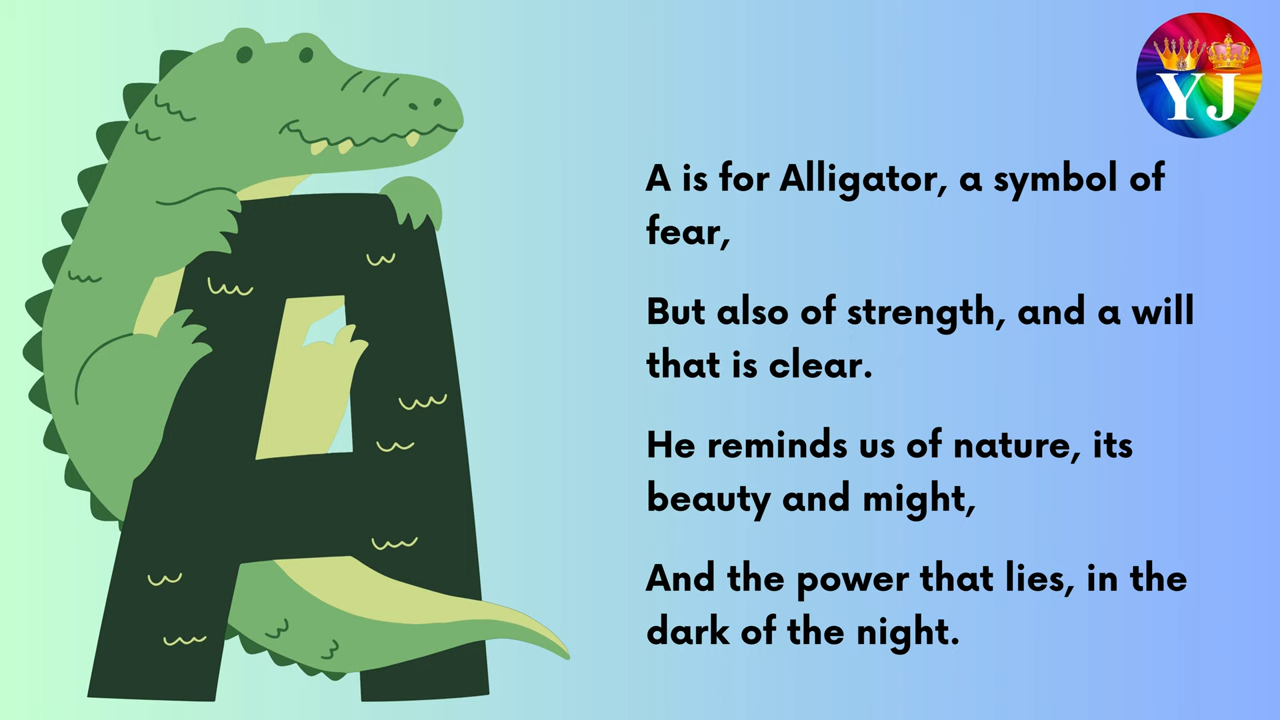 YJ
A is for Alligator, a symbol of
fear,
But also of strength, and a will
that is clear.
He reminds us of nature, its
beauty and might,
And the power that lies, in the
dark of the night.
A